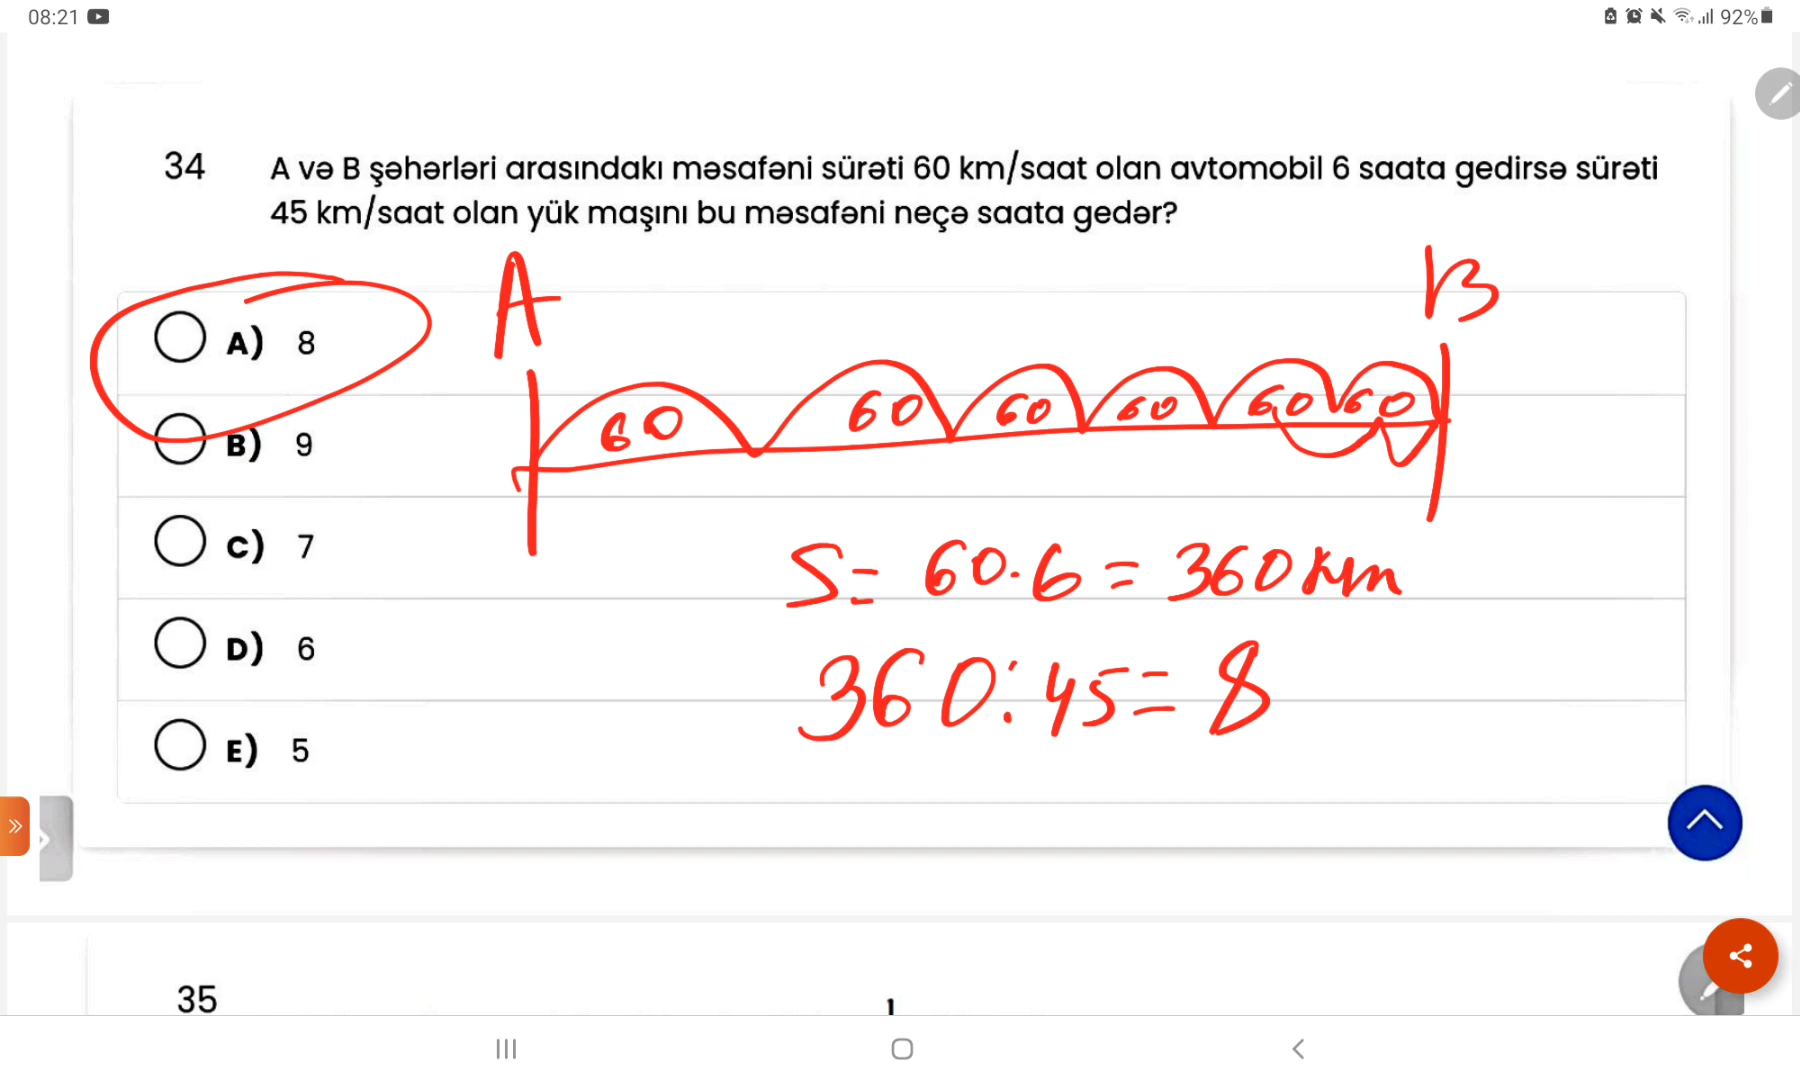 08:21
92%
34 A və B şəhərləri arasındakı məsafəni sürəti 60 km/saat olan avtomobil 6 saata gedirsə sürəti
45 km/saat olan yük maşını bu məsafəni neçə saata gedər?
A B
A) 8
60 60 60 60 60 60
B) 9
C) 7
S= 60·6 = 360 km
D) 6
360:45= 8
E) 5
35
1